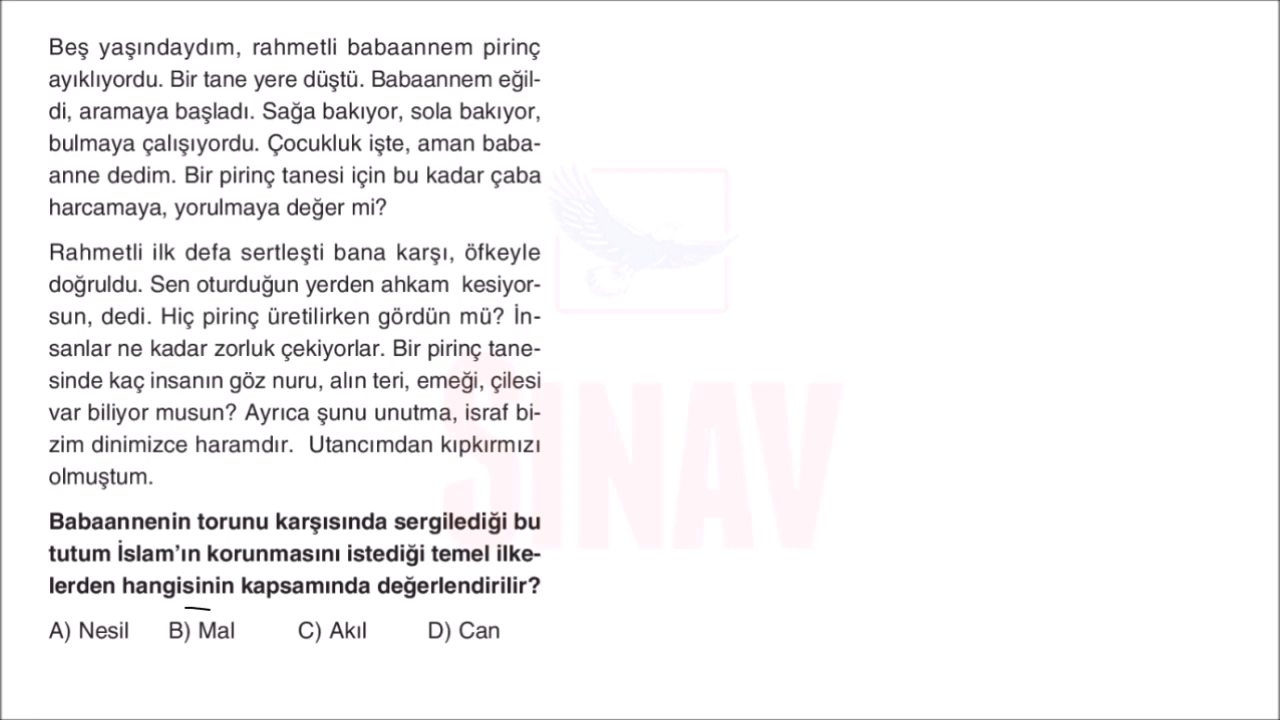 Beş yaşındaydım, rahmetli babaannem pirinç
ayıklıyordu. Bir tane yere düştü. Babaannem eğil-
di, aramaya başladı. Sağa bakıyor, sola bakıyor,
bulmaya çalışıyordu. Çocukluk işte, aman baba-
anne dedim. Bir pirinç tanesi için bu kadar çaba
harcamaya, yorulmaya değer mi?
Rahmetli ilk defa sertleşti bana karşı, öfkeyle
doğruldu. Sen oturduğun yerden ahkam kesiyor-
sun, dedi. Hiç pirinç üretilirken gördün mü? İn-
sanlar ne kadar zorluk çekiyorlar. Bir pirinç tane-
sinde kaç insanın göz nuru, alın teri, emeği, çilesi
var biliyor musun? Ayrıca şunu unutma, israf bi-
zim dinimizce haramdır. Utancımdan kıpkırmızı
olmuştum.
Babaannenin torunu karşısında sergilediği bu
tutum İslam’ın korunmasını istediği temel ilke-
lerden hangisinin kapsamında değerlendirilir?
A) Nesil B) Mal C) Akıl D) Can
SINAV